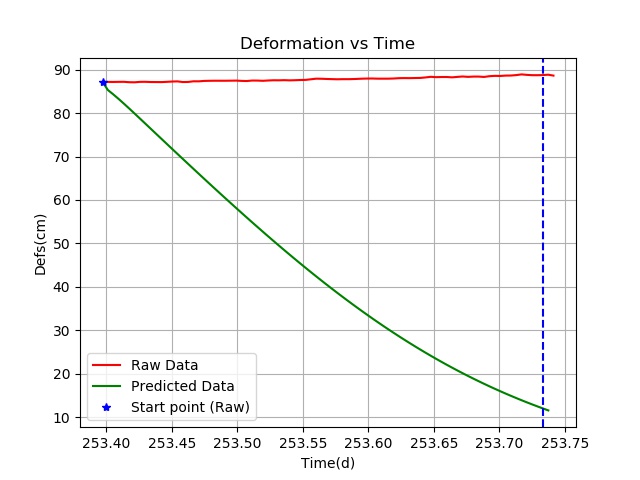 Deformation vs Time
Defs(cm)
90
80
70
60
50
40
30
20
10
Raw Data
Predicted Data
Start point (Raw)
253.40 253.45 253.50 253.55 253.60 253.65 253.70 253.75
Time(d)